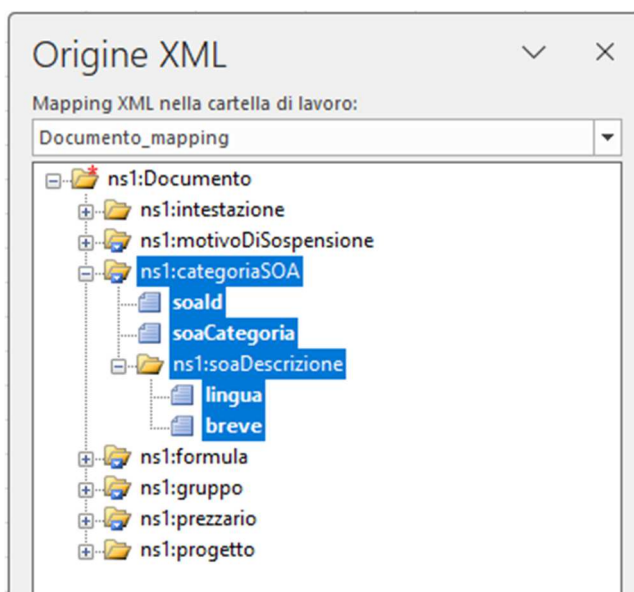 Origine XML
Mapping XML nella cartella di lavoro:
Documento_mapping
ns1:Documento
ns1:intestazione
ns1:motivoDiSospensione
ns1:categoriaSOA
soaId
soaCategoria
ns1:soaDescrizione
lingua
breve
ns1:formula
ns1:gruppo
ns1:prezzario
ns1:progetto